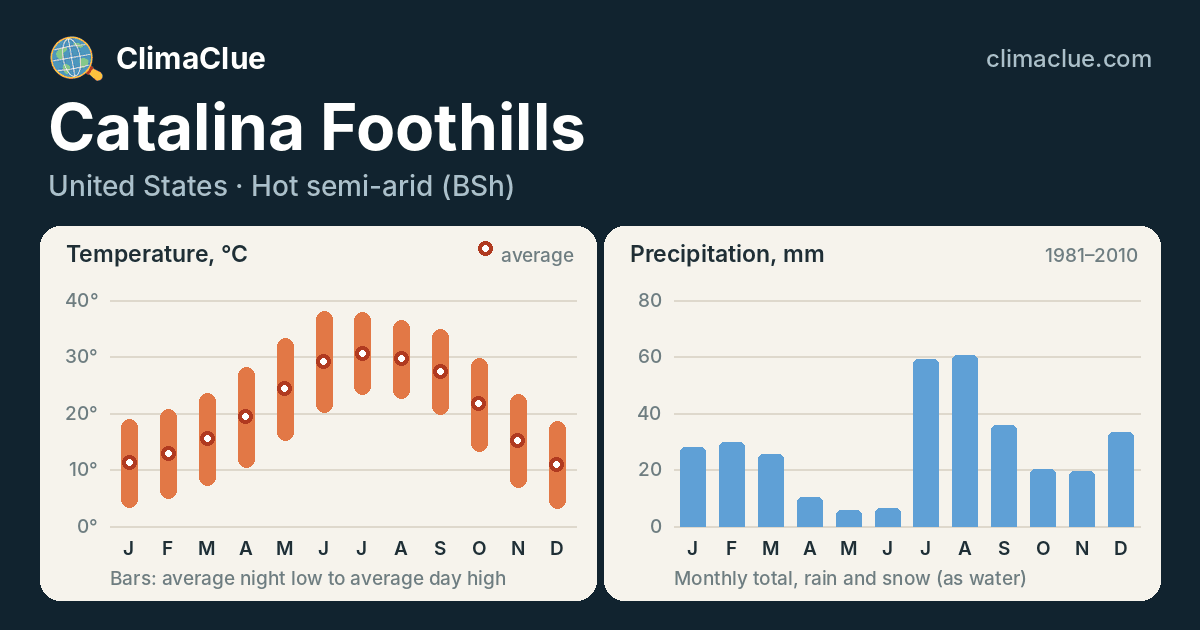 ClimaClue
climaclue.com
Catalina Foothills
United States · Hot semi-arid (BSh)
Temperature, °C
average
40°
30°
20°
10°
0°
J F M A M J J A S O N D
Bars: average night low to average day high
Precipitation, mm
1981–2010
80
60
40
20
0
J F M A M J J A S O N D
Monthly total, rain and snow (as water)